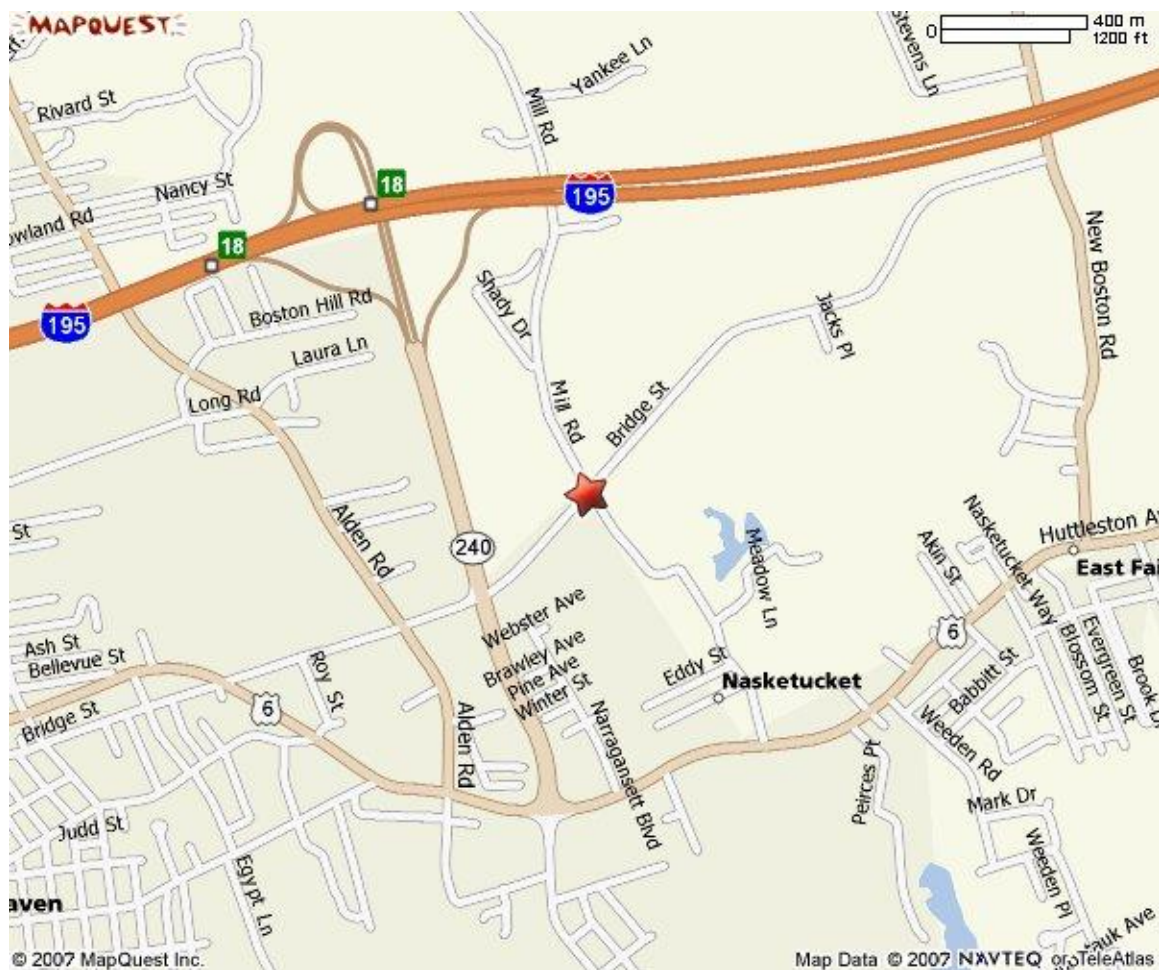 MAPQUEST
0
400 m
1200 ft
Stevens Ln
Yankee Ln
Mill Rd
Rivard St
Nancy St
18
195
owland Rd
18
New Boston Rd
Shady Dr
Jacks Pl
Boston Hill Rd
195
Laura Ln
Long Rd
Mill Rd
Bridge St
St
Alden Rd
240
Meadow Ln
Nasketucket Way
Akin St
Huttleston A
East Fai
Webster Ave
Ash St
Bellevue St
Roy St
Brawley Ave
Pine Ave
Winter St
Eddy St
Nasketucket
6
Babbitt St
Blossom St
Evergreen St
Brook D
Bridge St
6
Alden Rd
Narragansett Blvd
Weeden Rd
Peirces Pt
Mark Dr
Judd St
Egypt Ln
Weeden Pl
aven
auk Ave
© 2007 MapQuest Inc.
Map Data © 2007 NAVTEQ or TeleAtlas